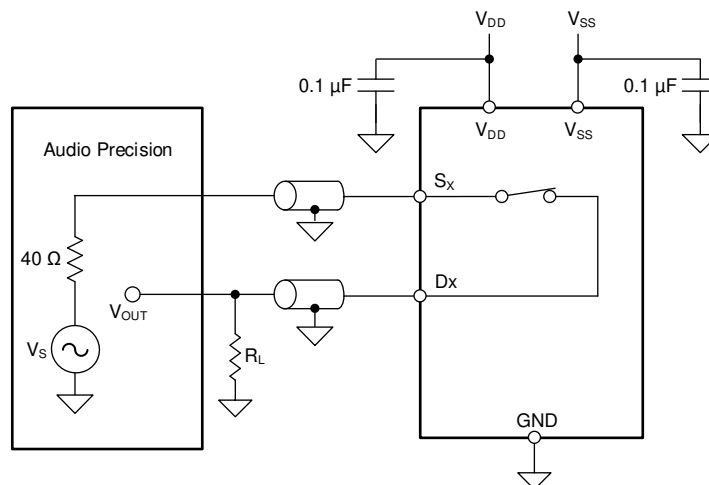 VDD
VSS
0.1 µF
0.1 µF
VDD
VSS
Audio Precision
SX
40 Ω
Dx
VOUT
VS
RL
GND